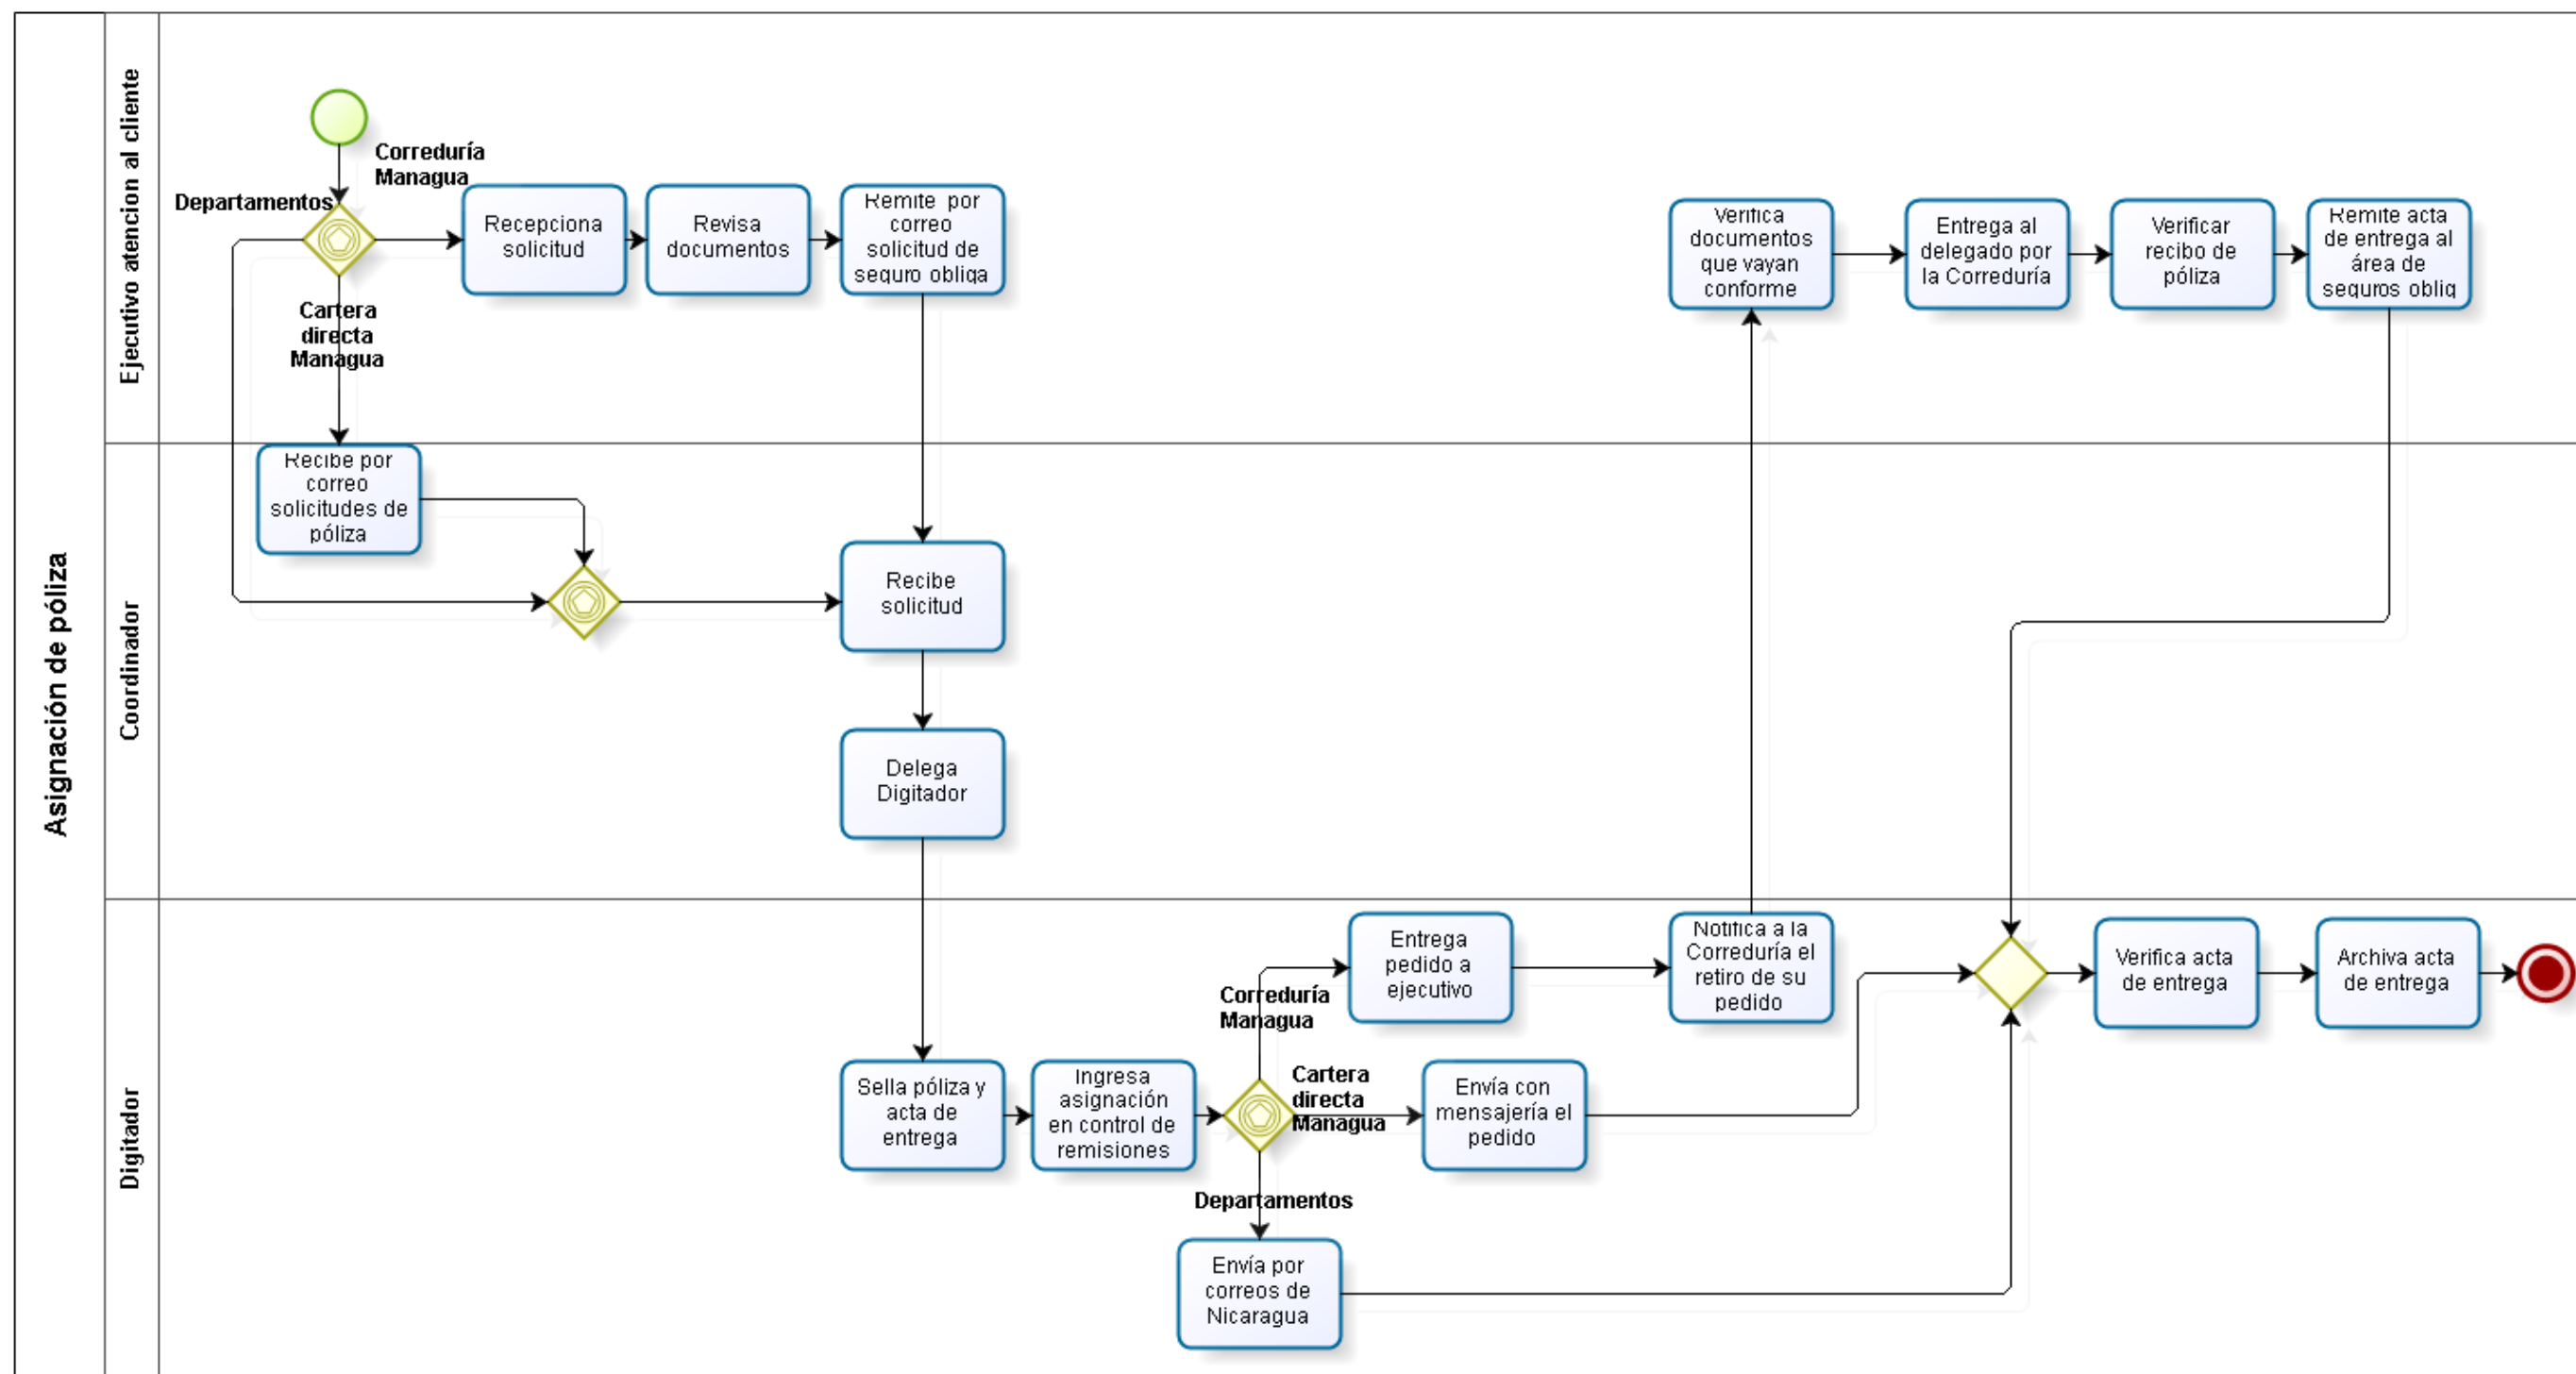 Asignación de póliza
Ejecutivo atencion al cliente
Correduría
Managua
Departamentos
Cartera
directa
Managua
Recepciona
solicitud
Revisa
documentos
Remite por
correo
solicitud de
seguro obliga
Verifica
documentos
que vayan
conforme
Entrega al
delegado por
la Correduría
Verificar
recibo de
póliza
Remite acta
de entrega al
área de
seguros oblig
Coordinador
Recibe por
correo
solicitudes de
póliza
Recibe
solicitud
Delega
Digitador
Digitador
Sella póliza y
acta de
entrega
Ingresa
asignación
en control de
remisiones
Correduría
Managua
Cartera
directa
Managua
Departamentos
Entrega
pedido a
ejecutivo
Notifica a la
Correduría el
retiro de su
pedido
Envía con
mensajería el
pedido
Envía por
correos de
Nicaragua
Verifica acta
de entrega
Archiva acta
de entrega